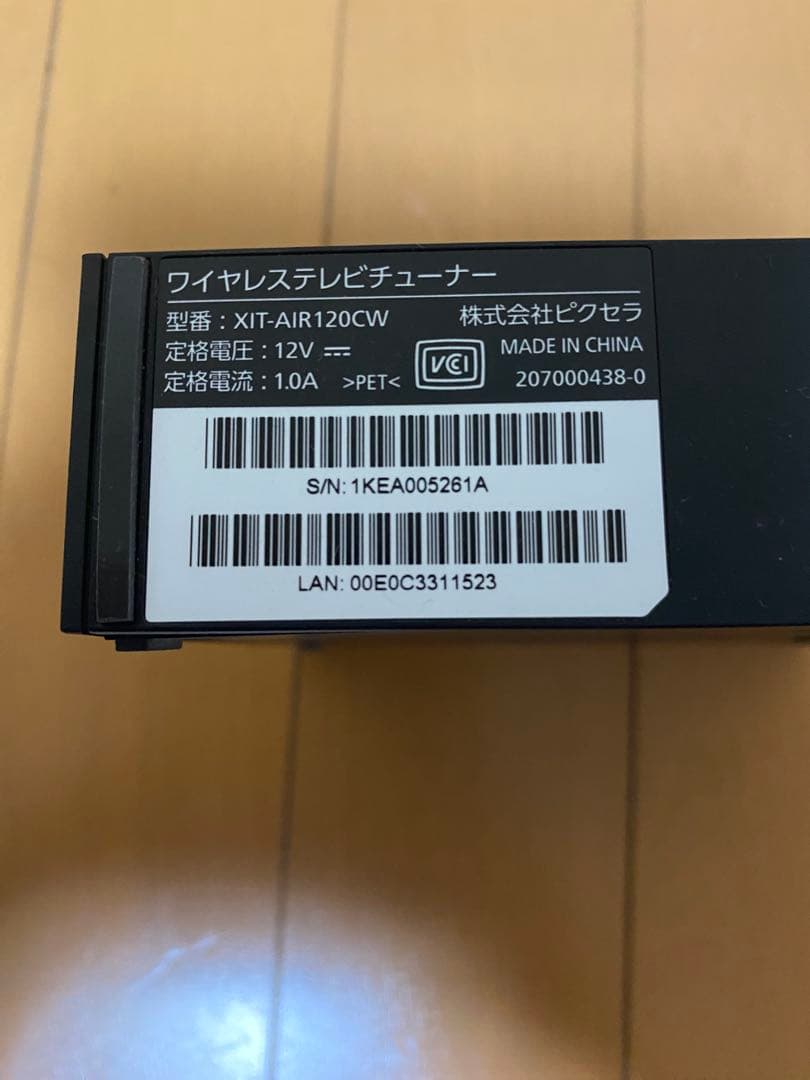 ワイヤレステレビチューナー
型番：XIT-AIR120CW 株式会社ピクセラ
定格電圧：12V ⎓ VCCI MADE IN CHINA
定格電流：1.0A >PET< 207000438-0
S/N: 1KEA005261A
LAN: 00E0C3311523